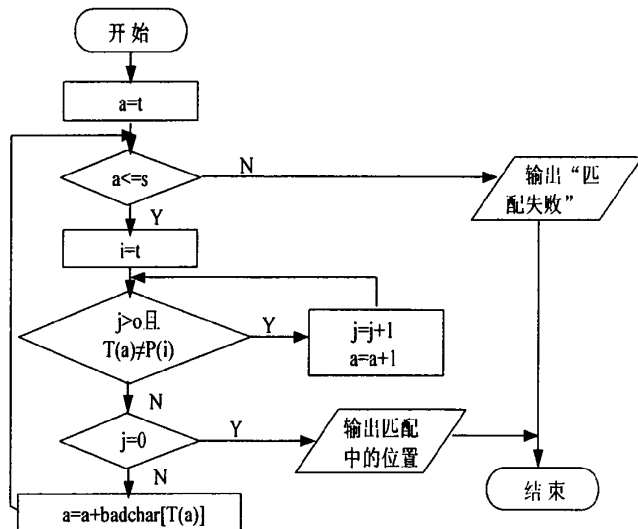 开 始
a=t
a<=s
N
输出“匹
配失败”
Y
i=t
j>o且
T(a)≠P(i)
Y
j=j+1
a=a+1
N
j=0
Y
输出匹配
中的位置
N
结 束
a=a+badchar[T(a)]